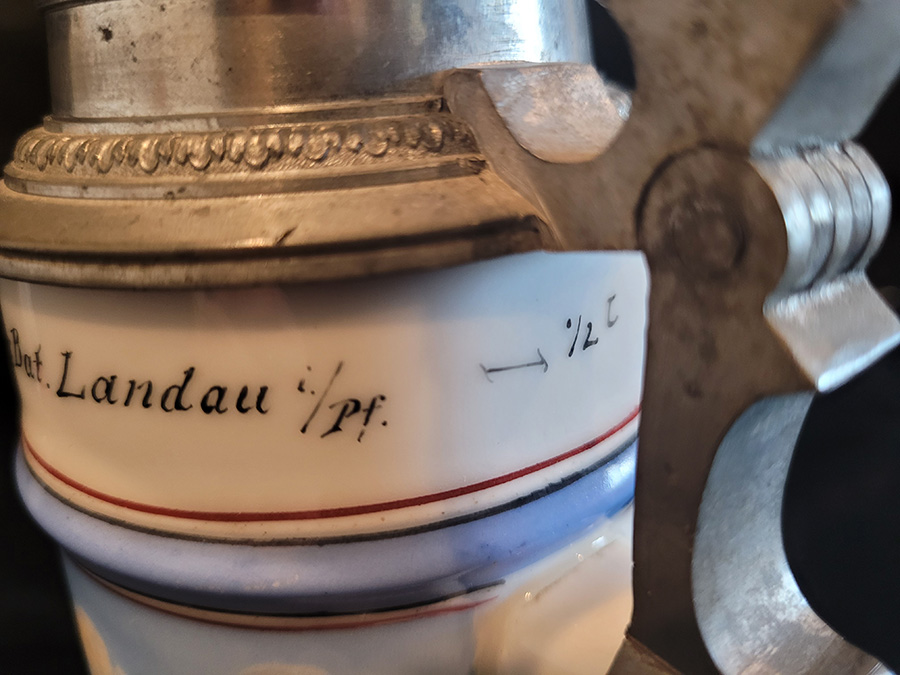 Bat. Landau i./Pf. ½ L